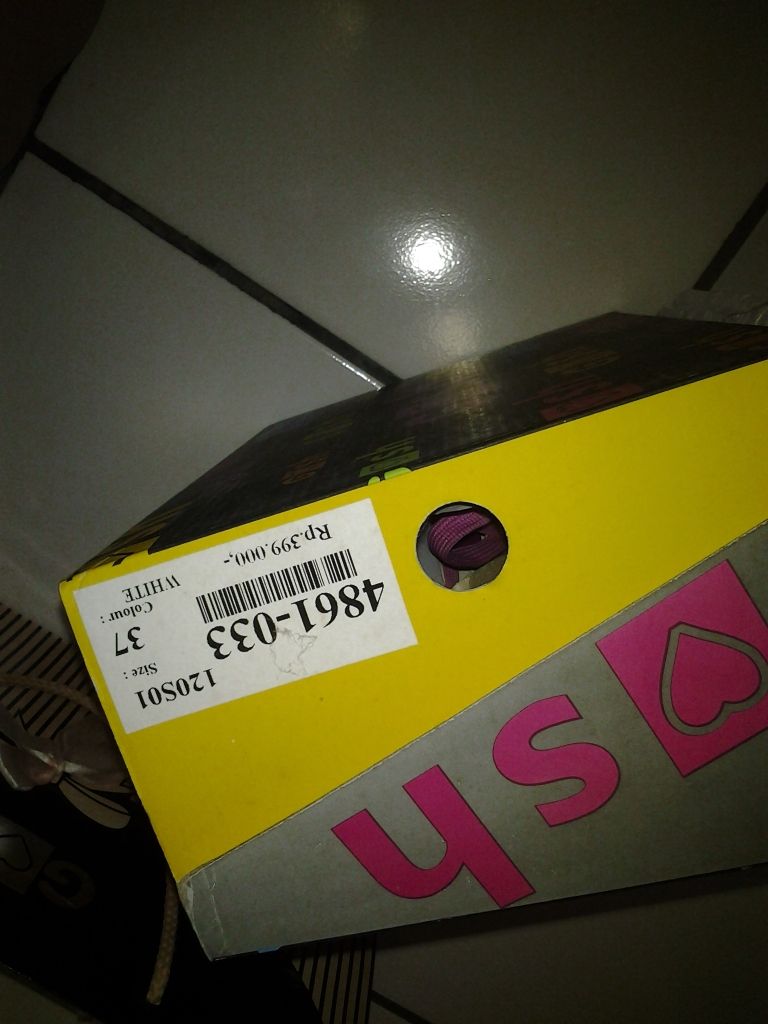 120S01
4861-033
Size :
37
Colour :
WHITE
Rp.399.000,-
sh